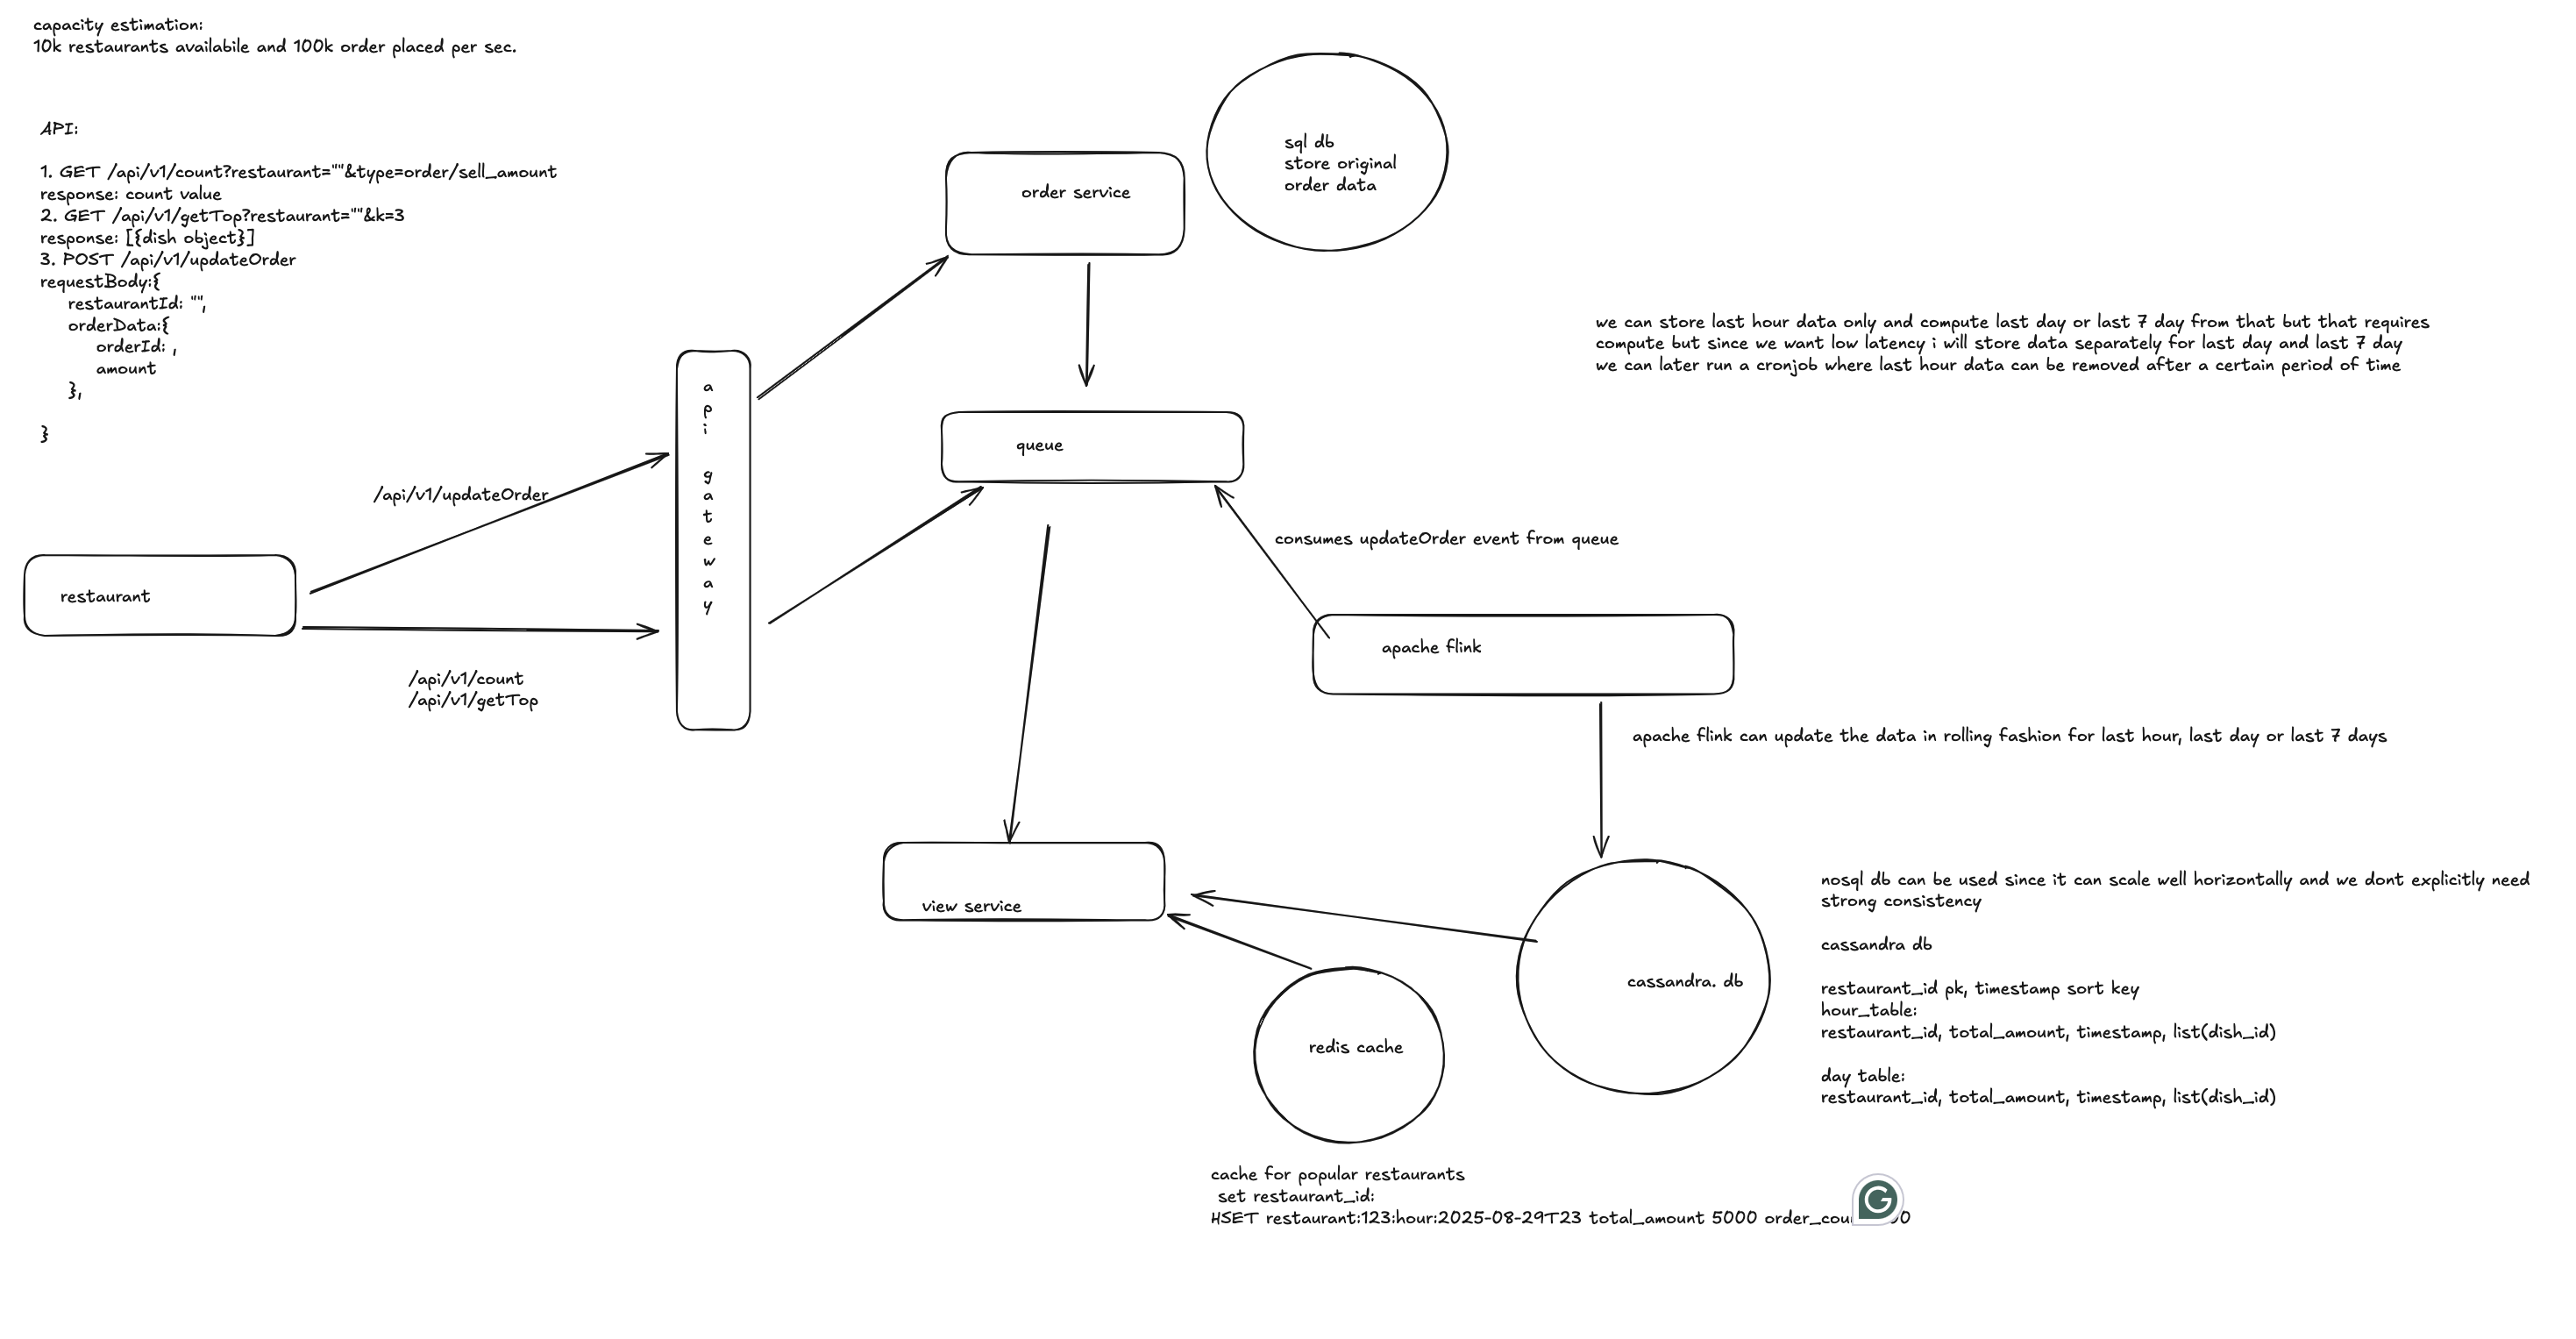 capacity estimation:
10k restaurants availabile and 100k order placed per sec.
API:
1. GET /api/v1/count?restaurant=""&type=order/sell_amount
response: count value
2. GET /api/v1/getTop?restaurant=""&k=3
response: [{dish object}]
3. POST /api/v1/updateOrder
requestBody:{
restaurantId: "",
orderData:{
orderId: ,
amount
},
}
sql db
store original
order data
order service
we can store last hour data only and compute last day or last 7 day from that but that requires
compute but since we want low latency i will store data separately for last day and last 7 day
we can later run a cronjob where last hour data can be removed after a certain period of time
api gateway
queue
/api/v1/updateOrder
consumes updateOrder event from queue
restaurant
apache flink
/api/v1/count
/api/v1/getTop
apache flink can update the data in rolling fashion for last hour, last day or last 7 days
view service
cassandra. db
redis cache
nosql db can be used since it can scale well horizontally and we dont explicitly need
strong consistency
cassandra db
restaurant_id pk, timestamp sort key
hour_table:
restaurant_id, total_amount, timestamp, list(dish_id)
day table:
restaurant_id, total_amount, timestamp, list(dish_id)
cache for popular restaurants
set restaurant_id:
HSET restaurant:123:hour:2025-08-29T23 total_amount 5000
G